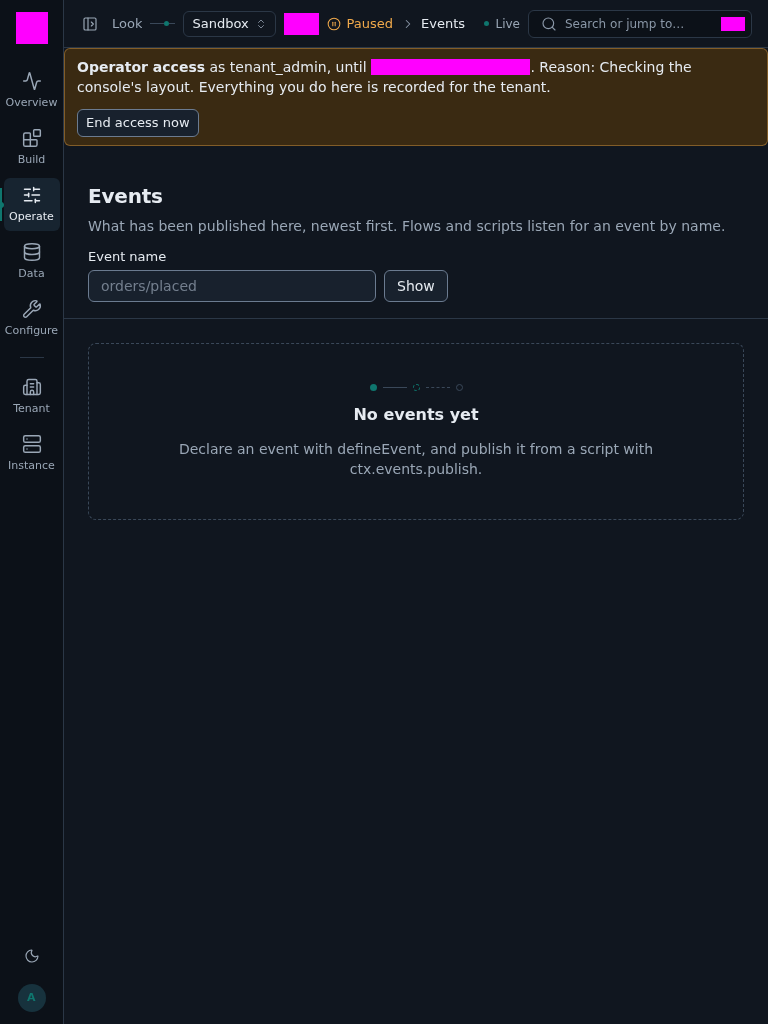 Look
Sandbox
Paused
Events
Live
Search or jump to…
Operator access as tenant_admin, until
. Reason: Checking the
console's layout. Everything you do here is recorded for the tenant.
End access now
Overview
Build
Operate
Data
Configure
Tenant
Instance
A
Events
What has been published here, newest first. Flows and scripts listen for an event by name.
Event name
orders/placed
Show
No events yet
Declare an event with defineEvent, and publish it from a script with
ctx.events.publish.